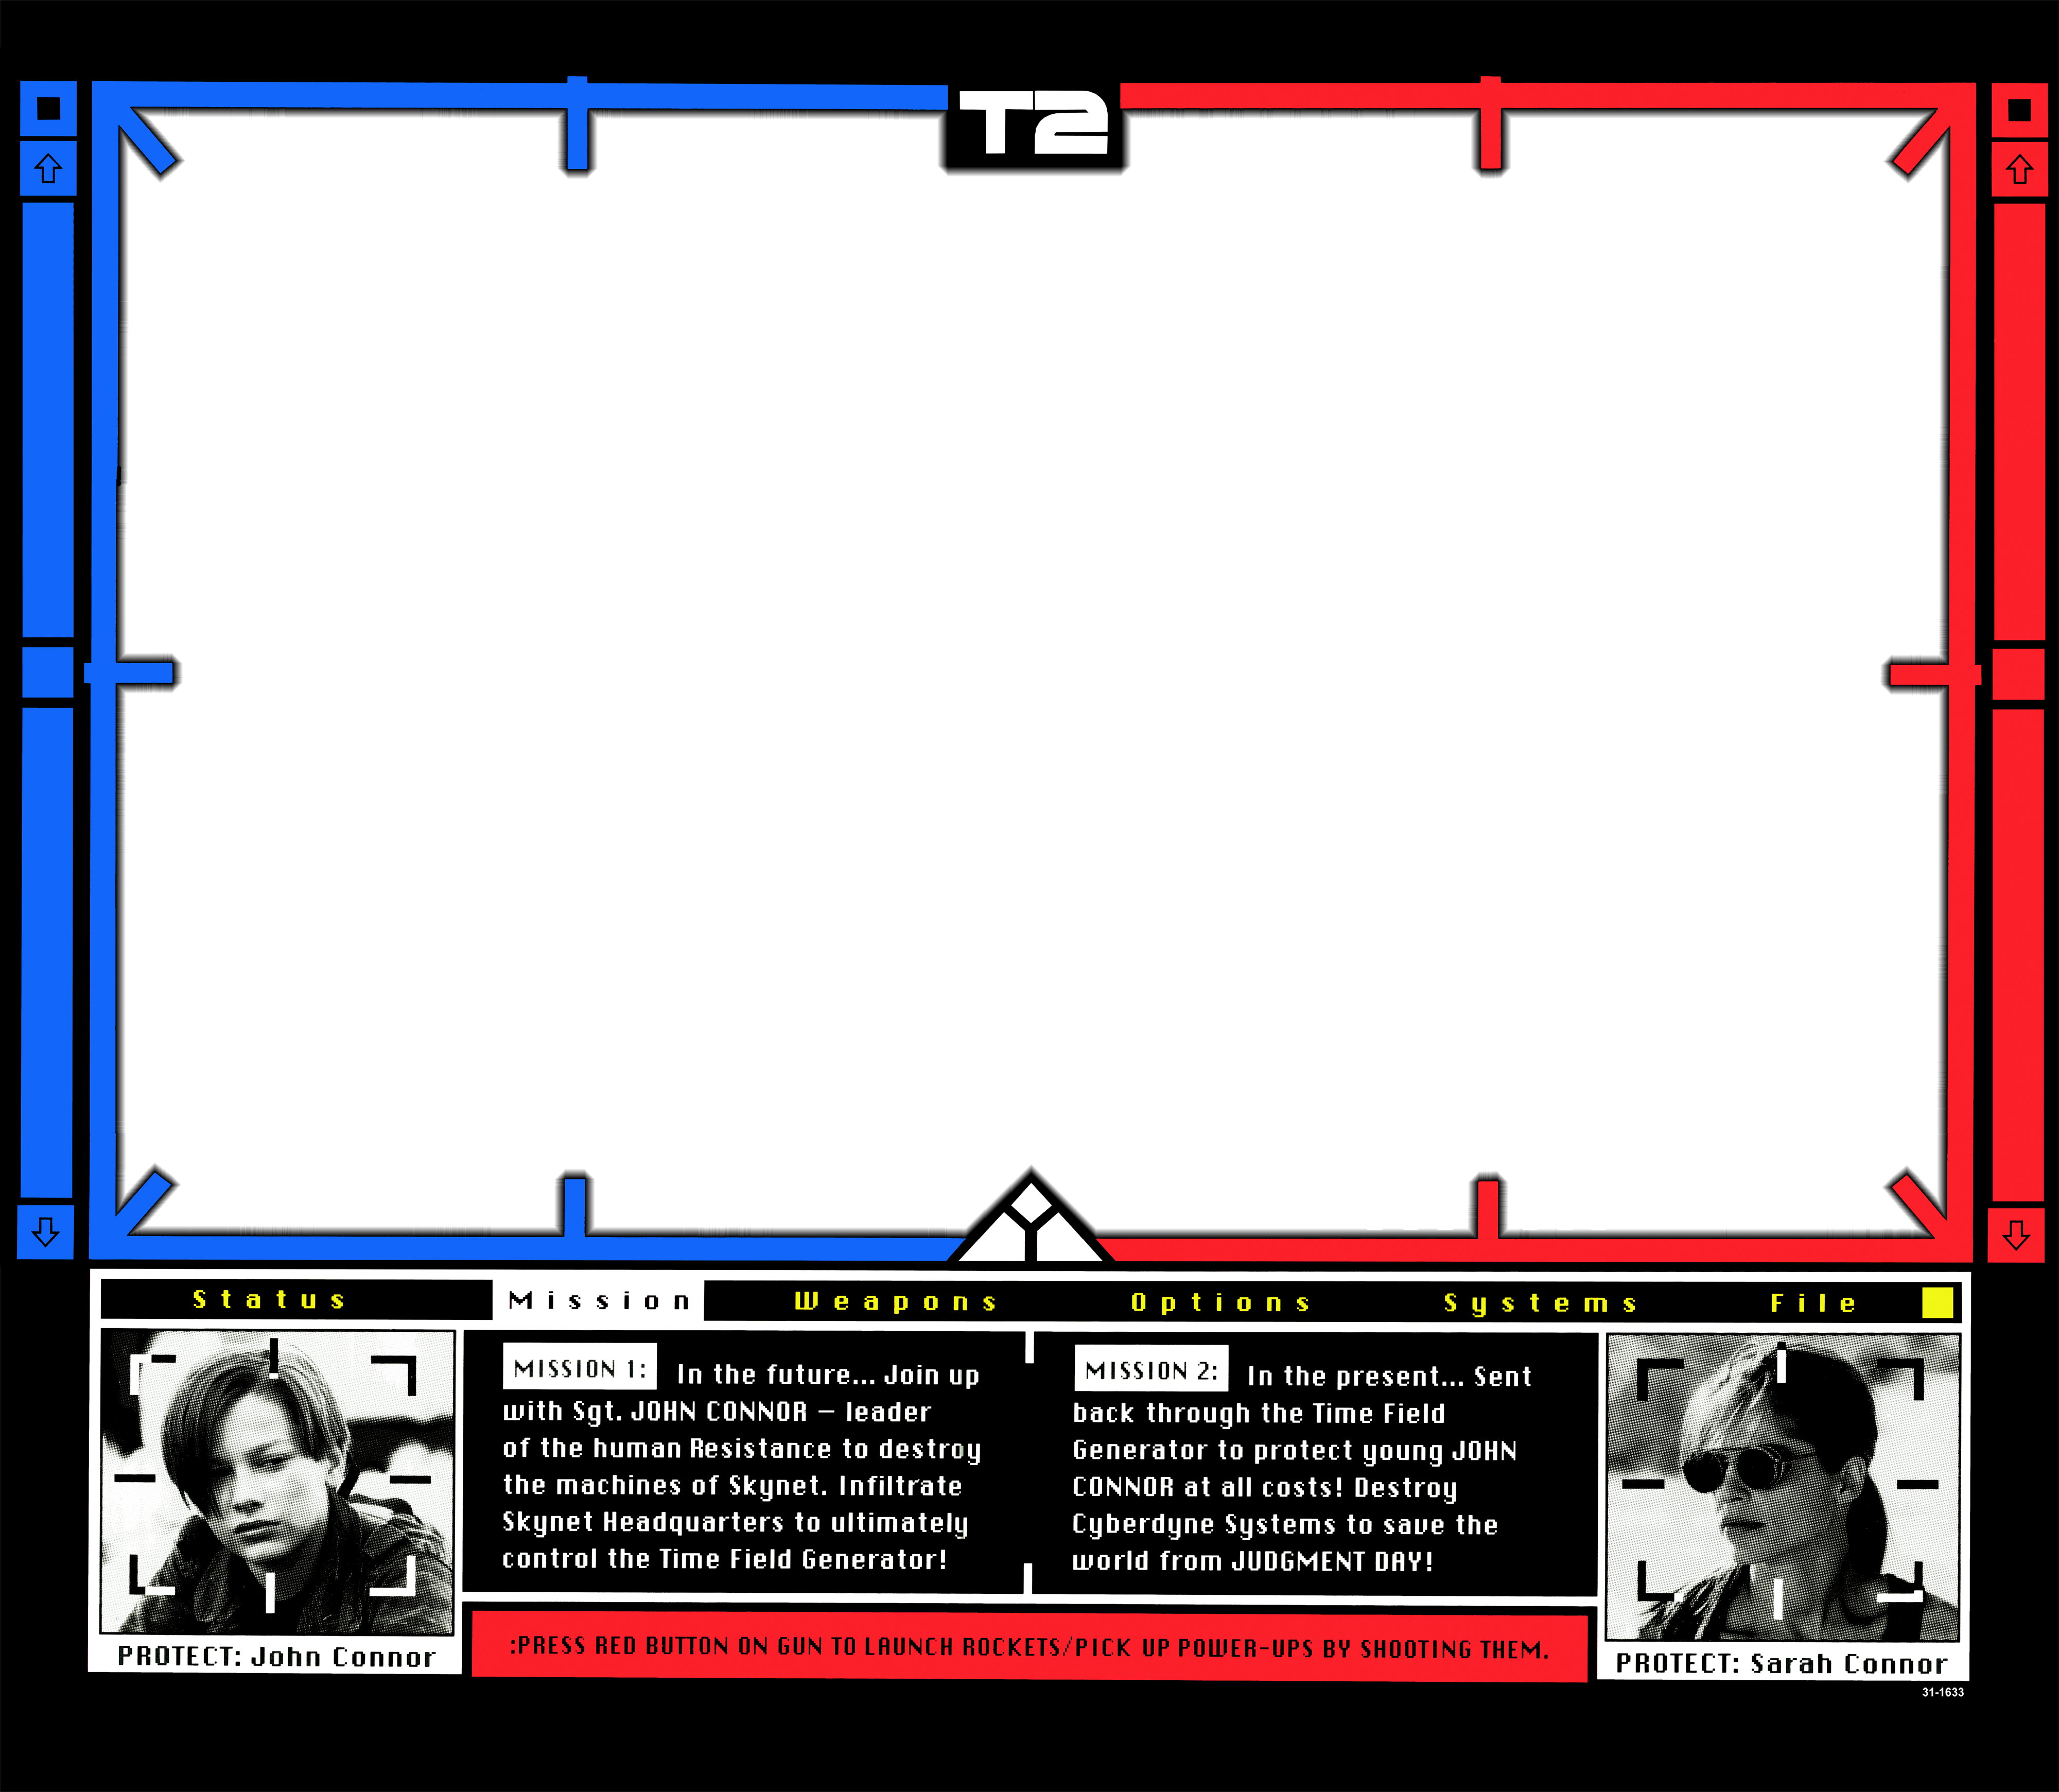 T2
Status Mission Weapons Options Systems File
MISSION 1: In the future... Join up
with Sgt. JOHN CONNOR – leader
of the human Resistance to destroy
the machines of Skynet. Infiltrate
Skynet Headquarters to ultimately
control the Time Field Generator!
MISSION 2: In the present... Sent
back through the Time Field
Generator to protect young JOHN
CONNOR at all costs! Destroy
Cyberdyne Systems to save the
world from JUDGMENT DAY!
:PRESS RED BUTTON ON GUN TO LAUNCH ROCKETS/PICK UP POWER-UPS BY SHOOTING THEM.
PROTECT: John Connor
PROTECT: Sarah Connor
31-1633